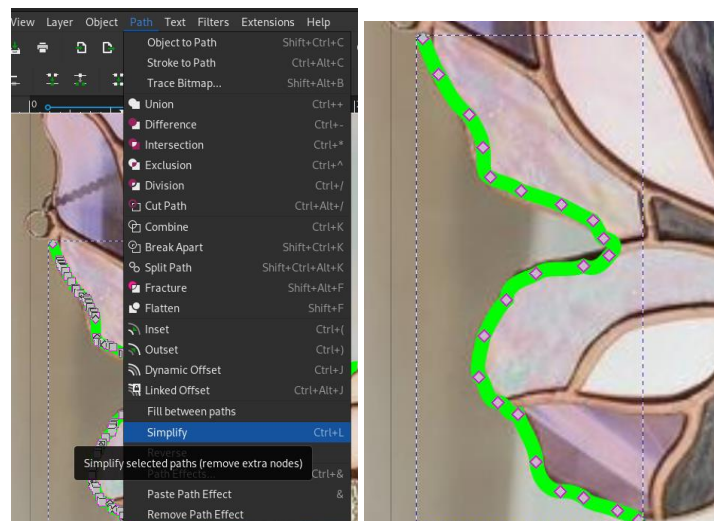 View Layer Object Path Text Filters Extensions Help
Object to Path Shift+Ctrl+C
Stroke to Path Ctrl+Alt+C
Trace Bitmap... Shift+Alt+B
Union Ctrl++
Difference Ctrl+-
Intersection Ctrl+*
Exclusion Ctrl+^
Division Ctrl+/
Cut Path Ctrl+Alt+/
0
Combine Ctrl+K
Break Apart Shift+Ctrl+K
Split Path Shift+Ctrl+Alt+K
Fracture Shift+Alt+F
Flatten Shift+F
Inset Ctrl+(
Outset Ctrl+)
Dynamic Offset Ctrl+J
Linked Offset Ctrl+Alt+J
Fill between paths
Simplify Ctrl+L
Reverse
Simplify selected paths (remove extra nodes)
Path Effects... Ctrl+&
Paste Path Effect &
Remove Path Effect